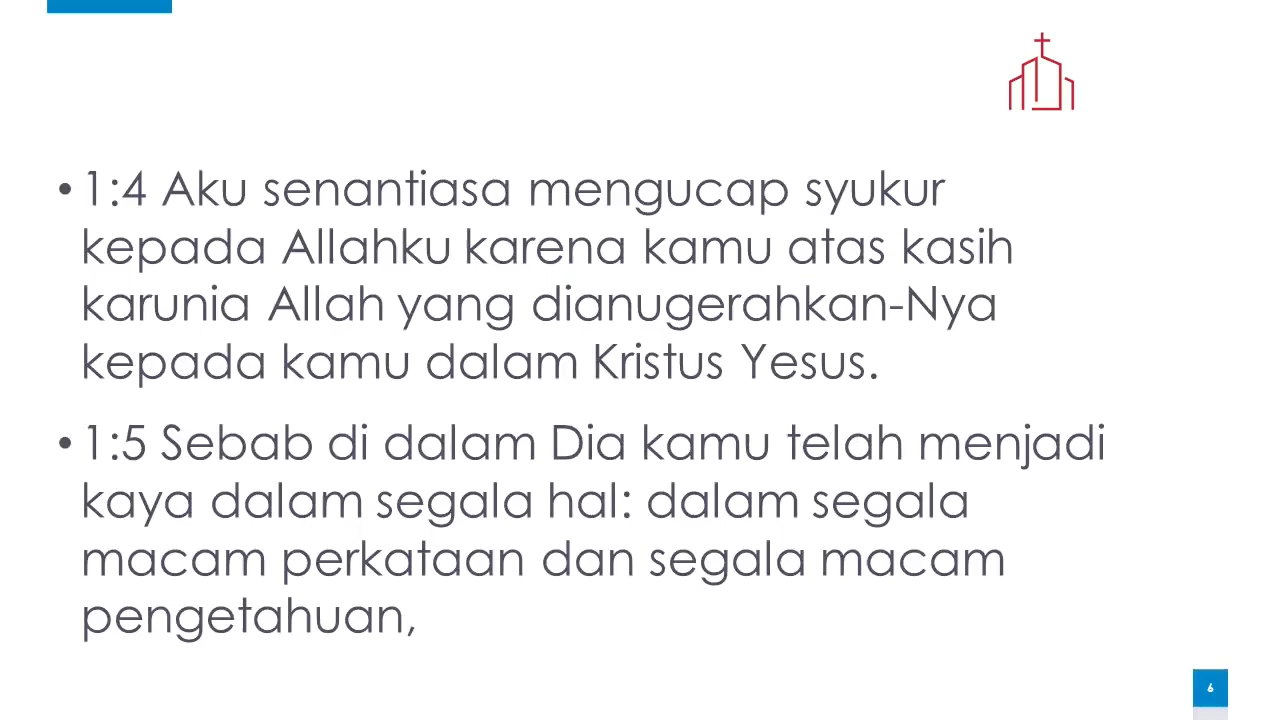 • 1:4 Aku senantiasa mengucap syukur
kepada Allahku karena kamu atas kasih
karunia Allah yang dianugerahkan-Nya
kepada kamu dalam Kristus Yesus.
• 1:5 Sebab di dalam Dia kamu telah menjadi
kaya dalam segala hal: dalam segala
macam perkataan dan segala macam
pengetahuan,
6